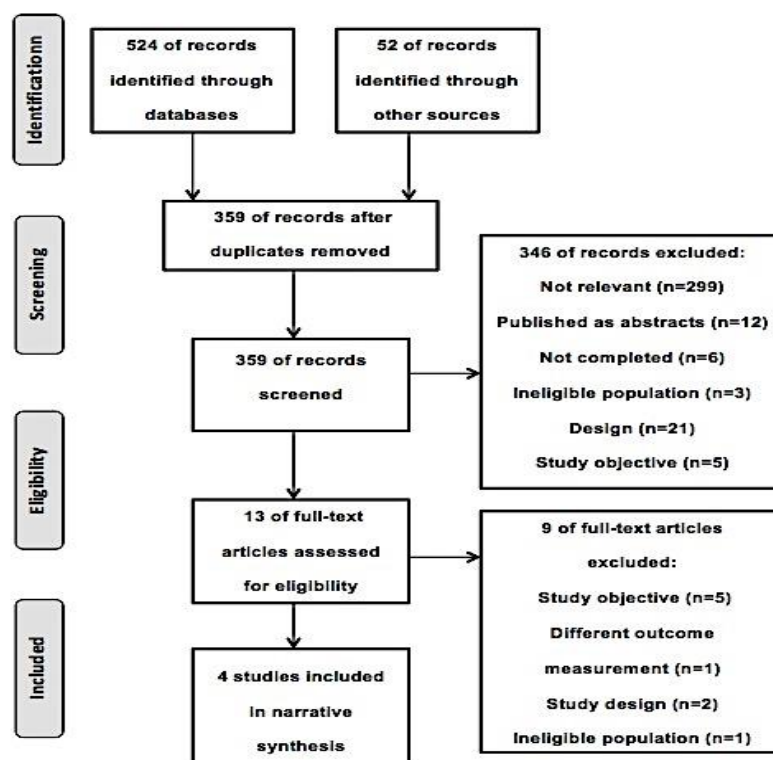 Identificationn
524 of records
identified through
databases
52 of records
identified through
other sources
Screening
359 of records after
duplicates removed
359 of records
screened
346 of records excluded:
Not relevant (n=299)
Published as abstracts (n=12)
Not completed (n=6)
Ineligible population (n=3)
Design (n=21)
Study objective (n=5)
Eligibility
13 of full-text
articles assessed
for eligibility
9 of full-text articles
excluded:
Study objective (n=5)
Different outcome
measurement (n=1)
Study design (n=2)
Ineligible population (n=1)
Included
4 studies included
in narrative
synthesis